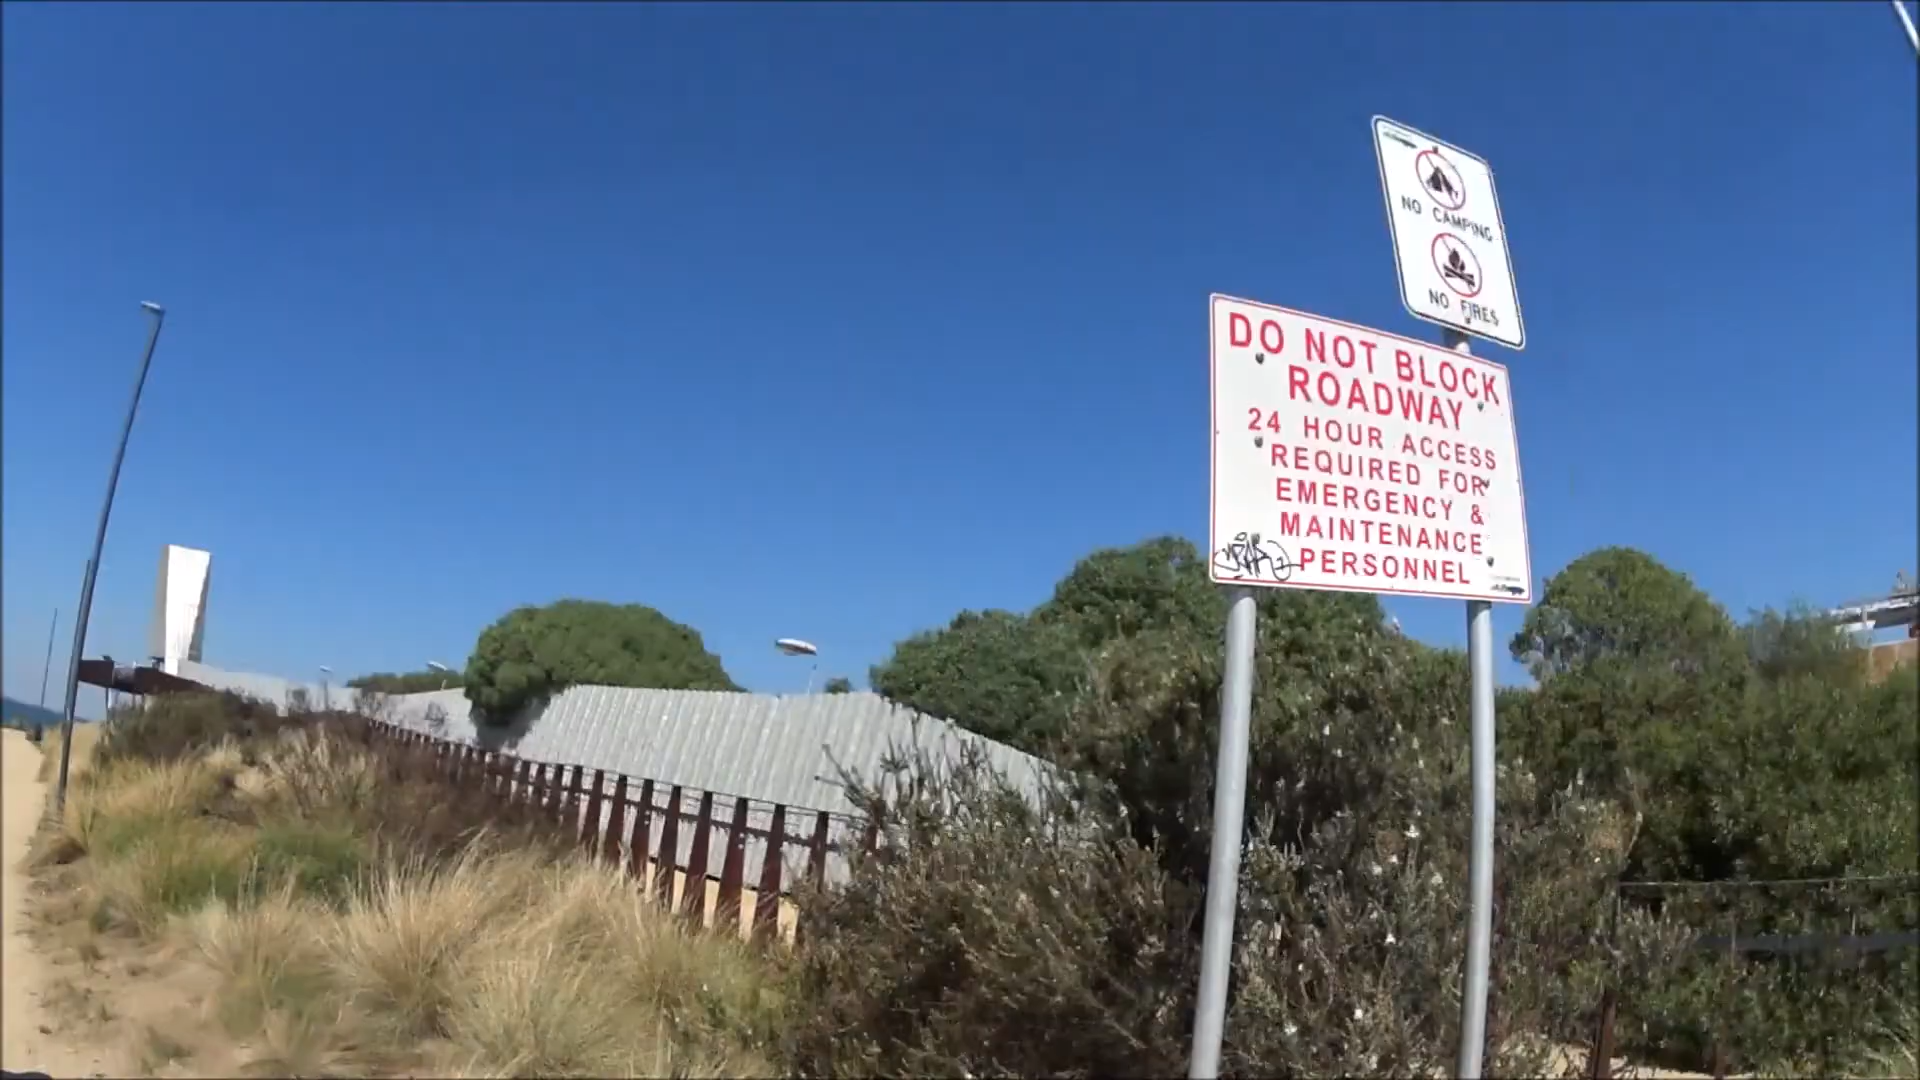 NO CAMPING
NO FIRES
DO NOT BLOCK
ROADWAY
24 HOUR ACCESS
REQUIRED FOR
EMERGENCY &
MAINTENANCE
PERSONNEL